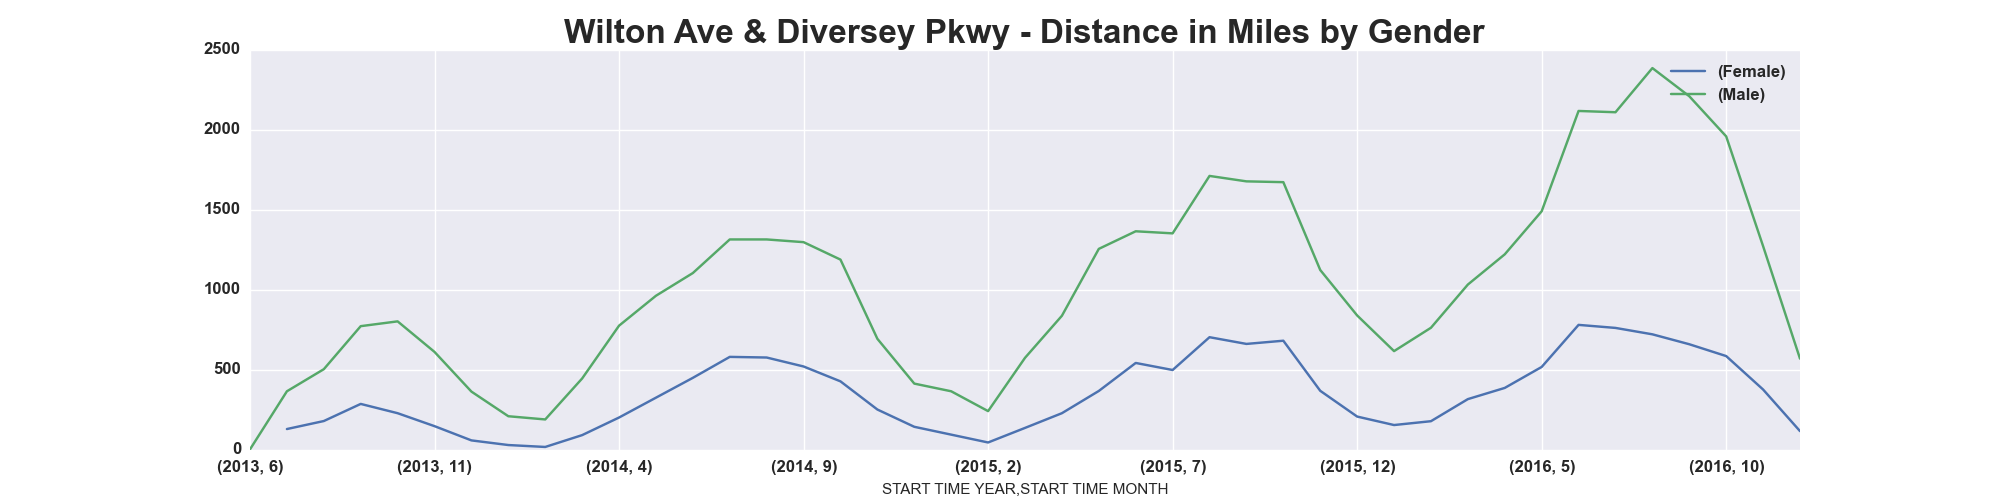 Wilton Ave & Diversey Pkwy - Distance in Miles by Gender
2500
2000
1500
1000
500
0
(Female)
(Male)
(2013, 6) (2013, 11) (2014, 4) (2014, 9) (2015, 2) (2015, 7) (2015, 12) (2016, 5) (2016, 10)
START TIME YEAR,START TIME MONTH